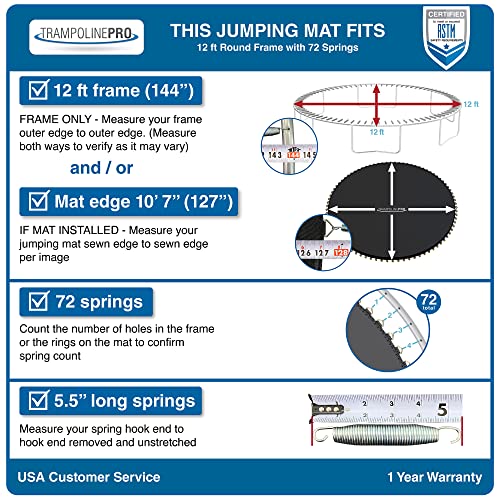 TRAMPOLINEPRO
THIS JUMPING MAT FITS
12 ft Round Frame with 72 Springs
CERTIFIED
ASTM
SAFETY REQUIREMENTS
12 ft frame (144”)
FRAME ONLY - Measure your frame
outer edge to outer edge. (Measure
both ways to verify as it may vary)
12 ft
12 ft
143 144 145
and / or
Mat edge 10’ 7” (127”)
IF MAT INSTALLED - Measure your
jumping mat sewn edge to sewn edge
per image
126 127 128
72 springs
Count the number of holes in the frame
or the rings on the mat to confirm
spring count
72
total
1
2
3
4
5.5” long springs
Measure your spring hook end to
hook end removed and unstretched
2 3 4 5
USA Customer Service
1 Year Warranty